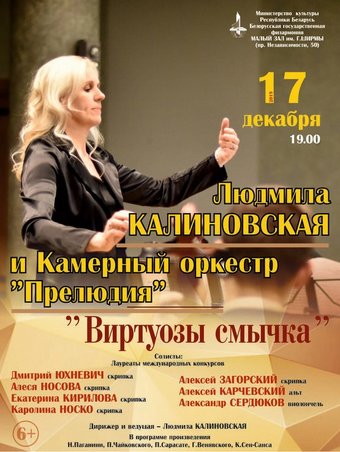 Министерство культуры
Республики Беларусь
Белорусская государственная
филармония
МАЛЫЙ ЗАЛ им. Г.ШИРМЫ
(пр. Независимости, 50)
2019 17
декабря
19.00
Людмила
КАЛИНОВСКАЯ
и Камерный оркестр
"Прелюдия"
"Виртуозы смычка"
Солисты:
Лауреаты международных конкурсов
Дмитрий ЮХНЕВИЧ скрипка
Алеся НОСОВА скрипка
Екатерина КИРИЛОВА скрипка
Каролина НОСКО скрипка
Алексей ЗАГОРСКИЙ скрипка
Алексей КАРЧЕВСКИЙ альт
Александр СЕРДЮКОВ виолончель
Дирижер и ведущая - Людмила КАЛИНОВСКАЯ
6+
В программе произведения
Н.Паганини, П.Чайковского, П.Сарасате, Г.Венявского, К.Сен-Санса